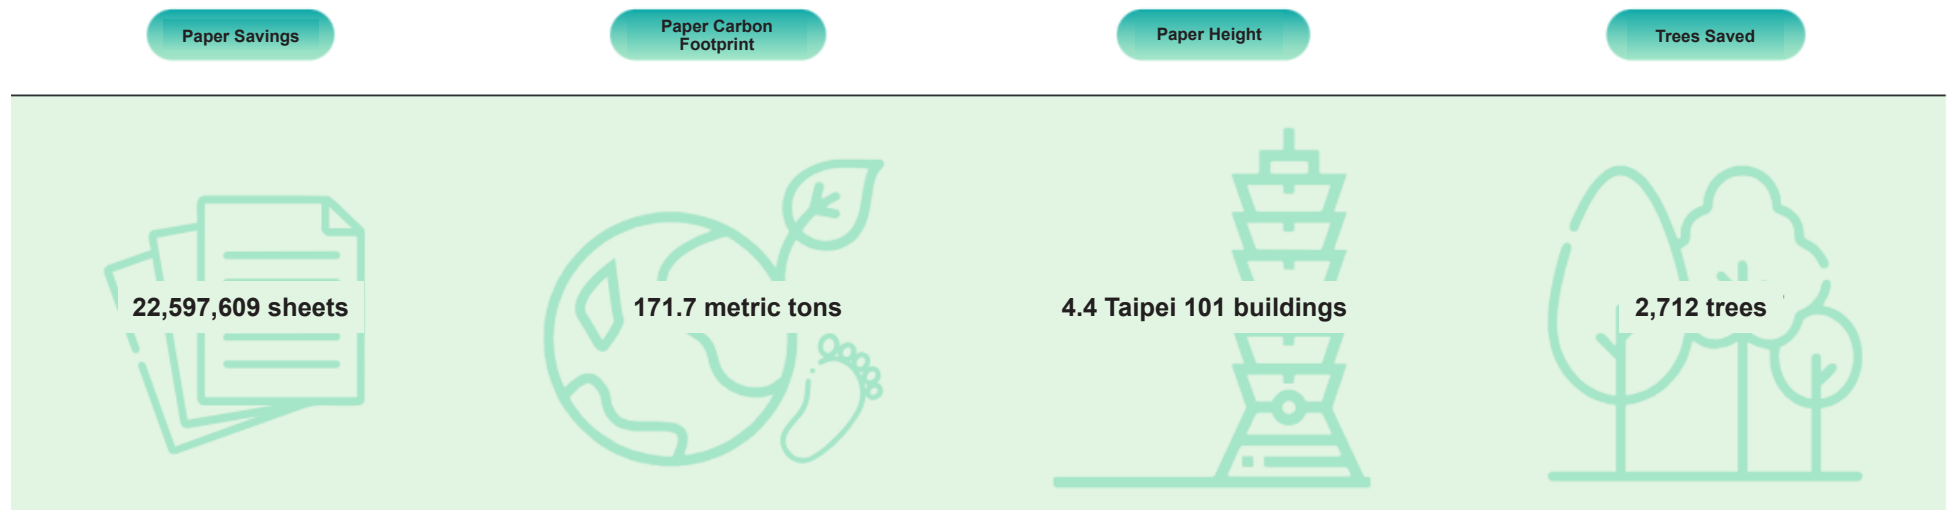 Paper Savings
Paper Carbon
Footprint
Paper Height
Trees Saved
22,597,609 sheets
171.7 metric tons
4.4 Taipei 101 buildings
2,712 trees